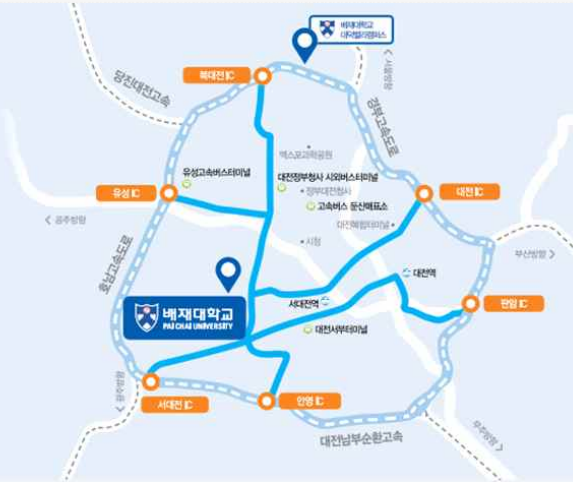 배재대학교
대덕밸리캠퍼스
북대전 IC
서울방향
당진대전고속
경부고속도로
엑스포과학공원
유성고속버스터미널
대전정부청사 시외버스터미널
정부대전청사
유성 IC
고속버스 둔산매표소
대전 IC
대전복합터미널
공주방향
시청
부산방향
호남고속도로
대전역
배재대학교
PAI CHAI UNIVERSITY
서대전역
판암 IC
대전서부터미널
서대전 IC
안영 IC
광주방향
대전남부순환고속
무주방향